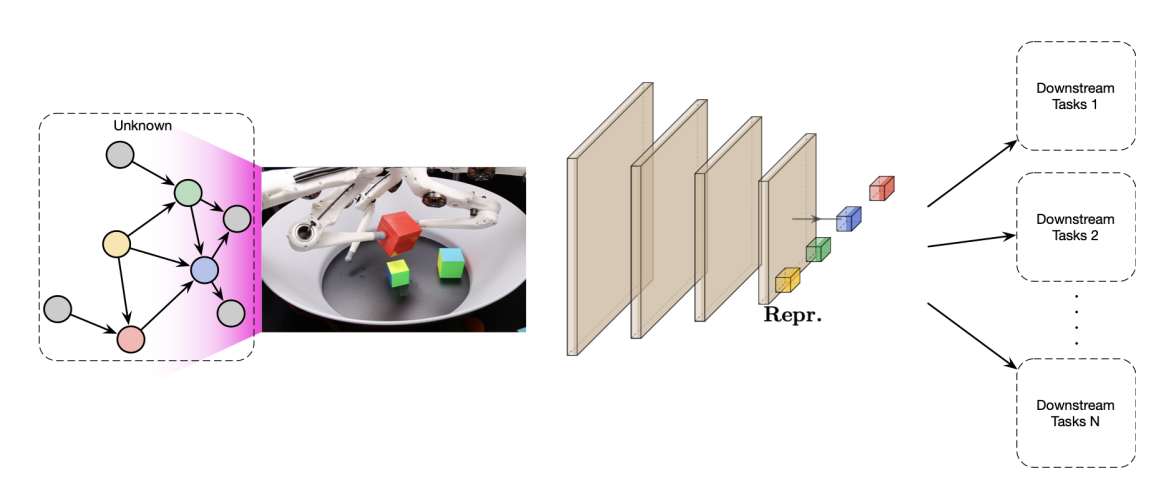 Unknown
Repr.
Downstream
Tasks 1
Downstream
Tasks 2
Downstream
Tasks N